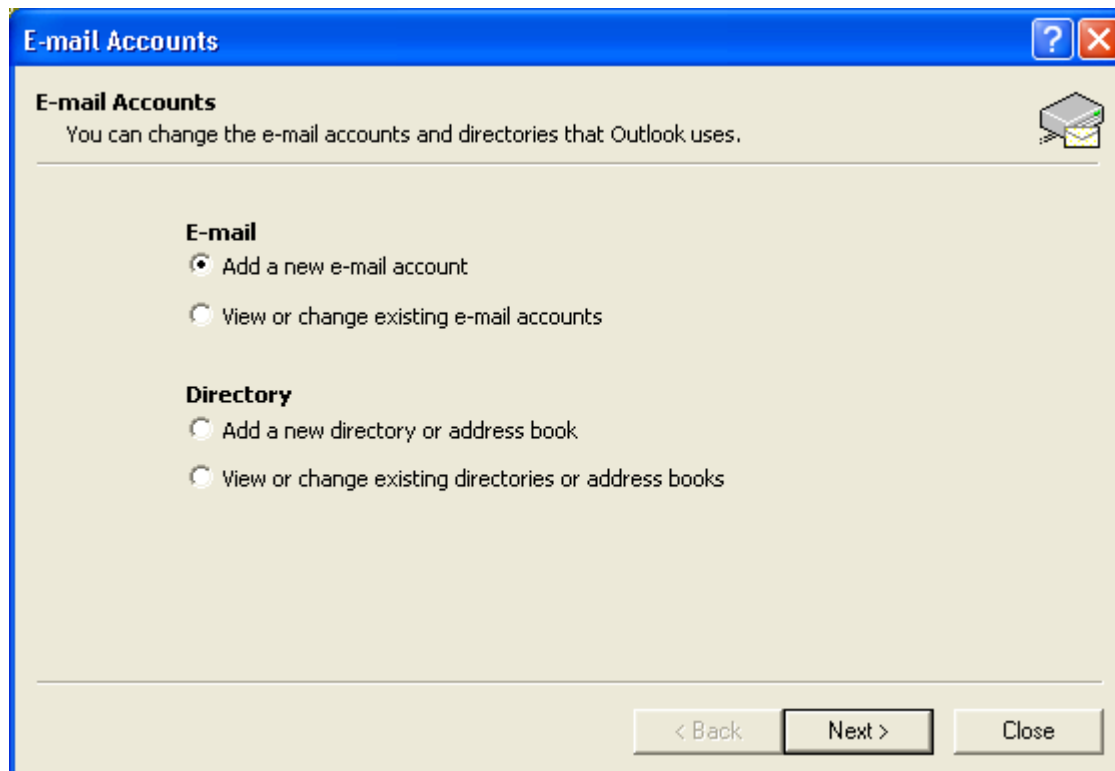 E-mail Accounts
?
E-mail Accounts
You can change the e-mail accounts and directories that Outlook uses.
E-mail
Add a new e-mail account
View or change existing e-mail accounts
Directory
Add a new directory or address book
View or change existing directories or address books
< Back Next > Close